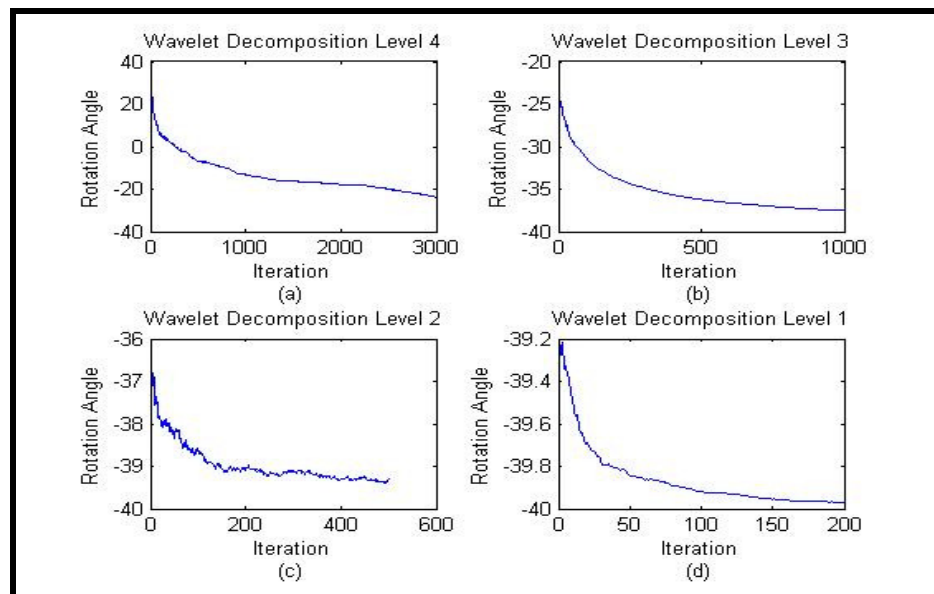 Wavelet Decomposition Level 4
40
20
0
-20
-40
Rotation Angle
0 1000 2000 3000
Iteration
(a)
Wavelet Decomposition Level 3
-20
-25
-30
-35
-40
Rotation Angle
0 500 1000
Iteration
(b)
Wavelet Decomposition Level 2
-36
-37
-38
-39
-40
Rotation Angle
0 200 400 600
Iteration
(c)
Wavelet Decomposition Level 1
-39.2
-39.4
-39.6
-39.8
-40
Rotation Angle
0 50 100 150 200
Iteration
(d)